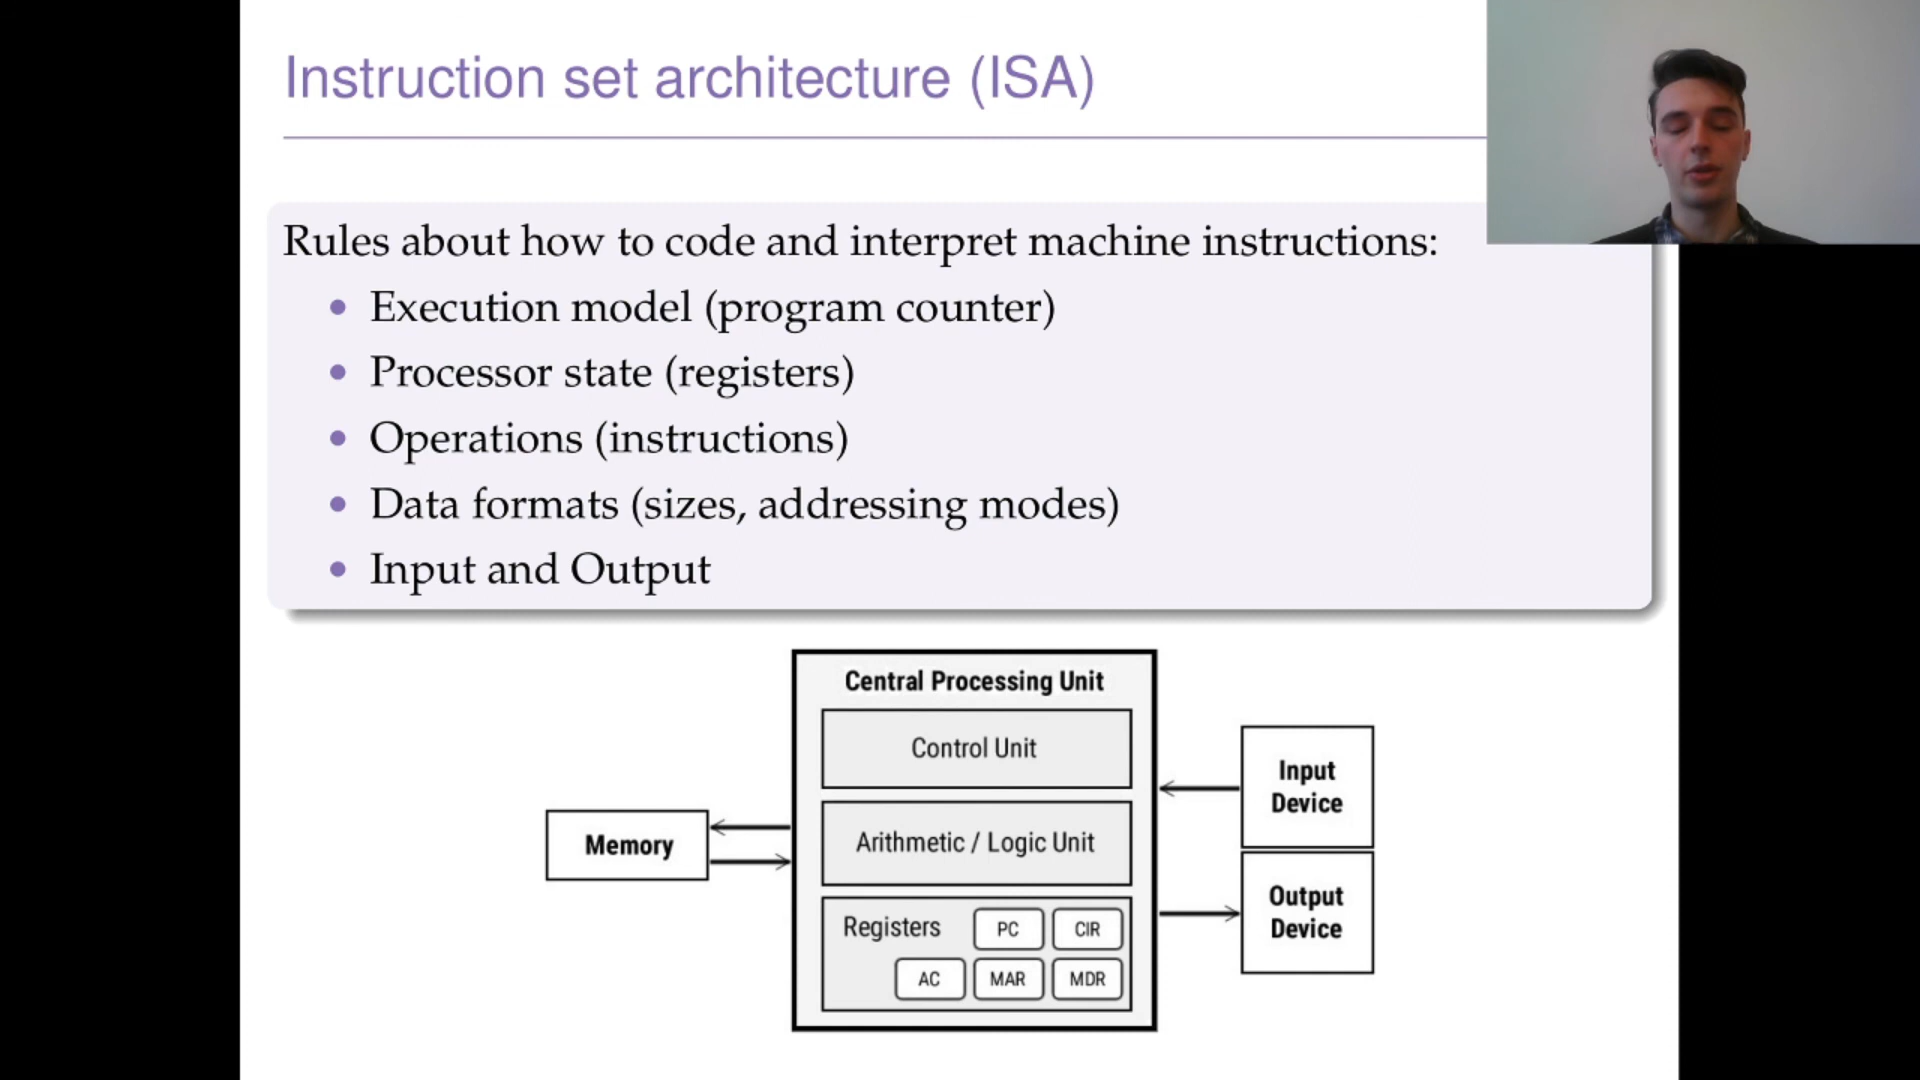 Instruction set architecture (ISA)
Rules about how to code and interpret machine instructions:
Execution model (program counter)
Processor state (registers)
Operations (instructions)
Data formats (sizes, addressing modes)
Input and Output
Central Processing Unit
Control Unit
Arithmetic / Logic Unit
Registers
PC
CIR
AC
MAR
MDR
Memory
Input
Device
Output
Device